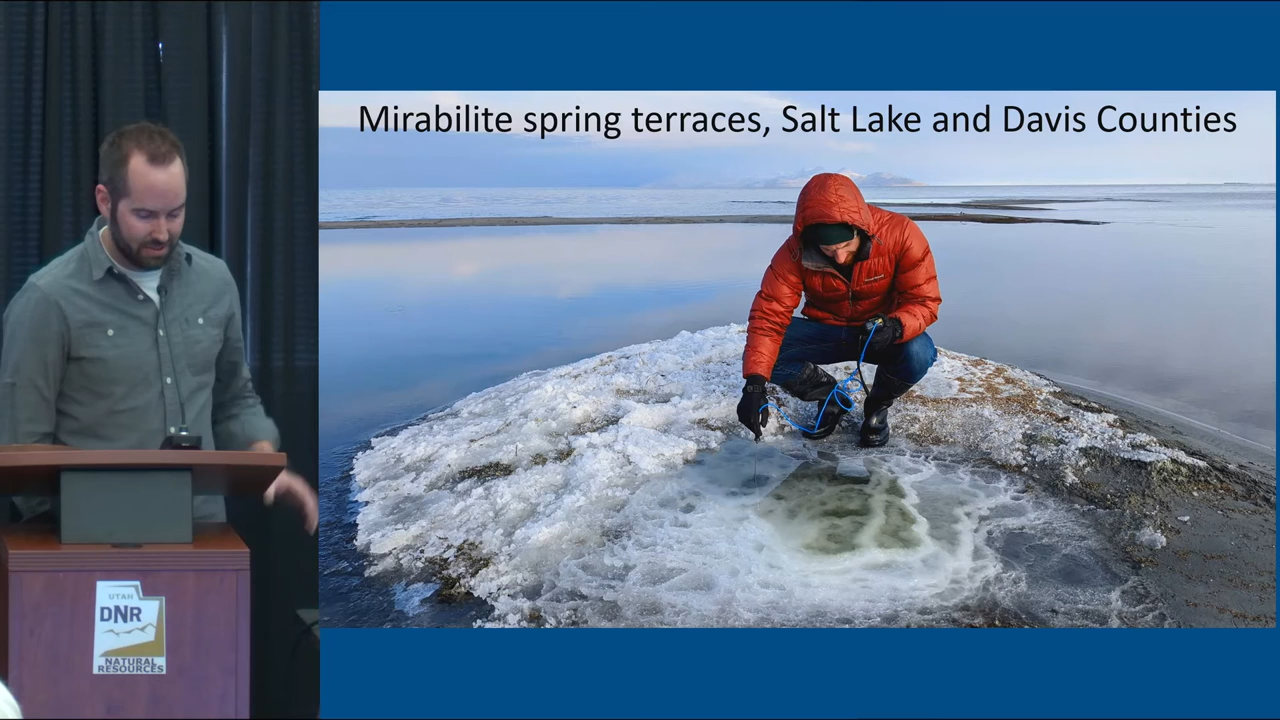 Mirabilite spring terraces, Salt Lake and Davis Counties
UTAH
DNR
NATURAL
RESOURCES